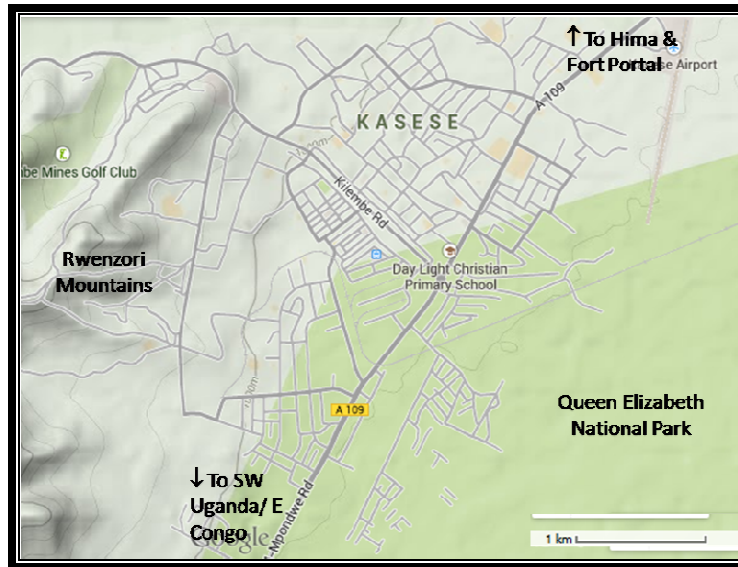 ↑To Hima &
Fort Portal
Airport
A 109
KASESE
1000m
be Mines Golf Club
Kilembe Rd
Rwenzori
Mountains
Day Light Christian
Primary School
A 109
Queen Elizabeth
National Park
↓To SW
Uganda/ E
Congo
Google
Mpondwe Rd
1 km